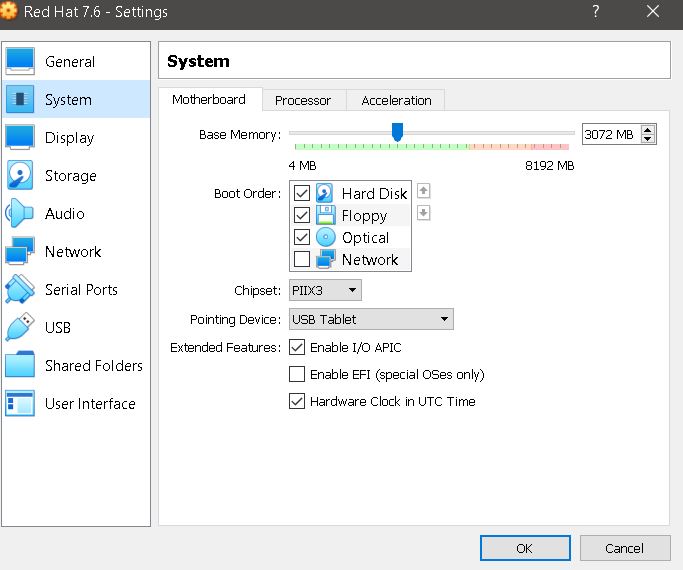 Red Hat 7.6 - Settings ?
General
System
Display
Storage
Audio
Network
Serial Ports
USB
Shared Folders
User Interface
System
Motherboard Processor Acceleration
Base Memory: 3072 MB
4 MB 8192 MB
Boot Order: Hard Disk
Floppy
Optical
Network
Chipset: PIIX3
Pointing Device: USB Tablet
Extended Features: Enable I/O APIC
Enable EFI (special OSes only)
Hardware Clock in UTC Time
OK Cancel